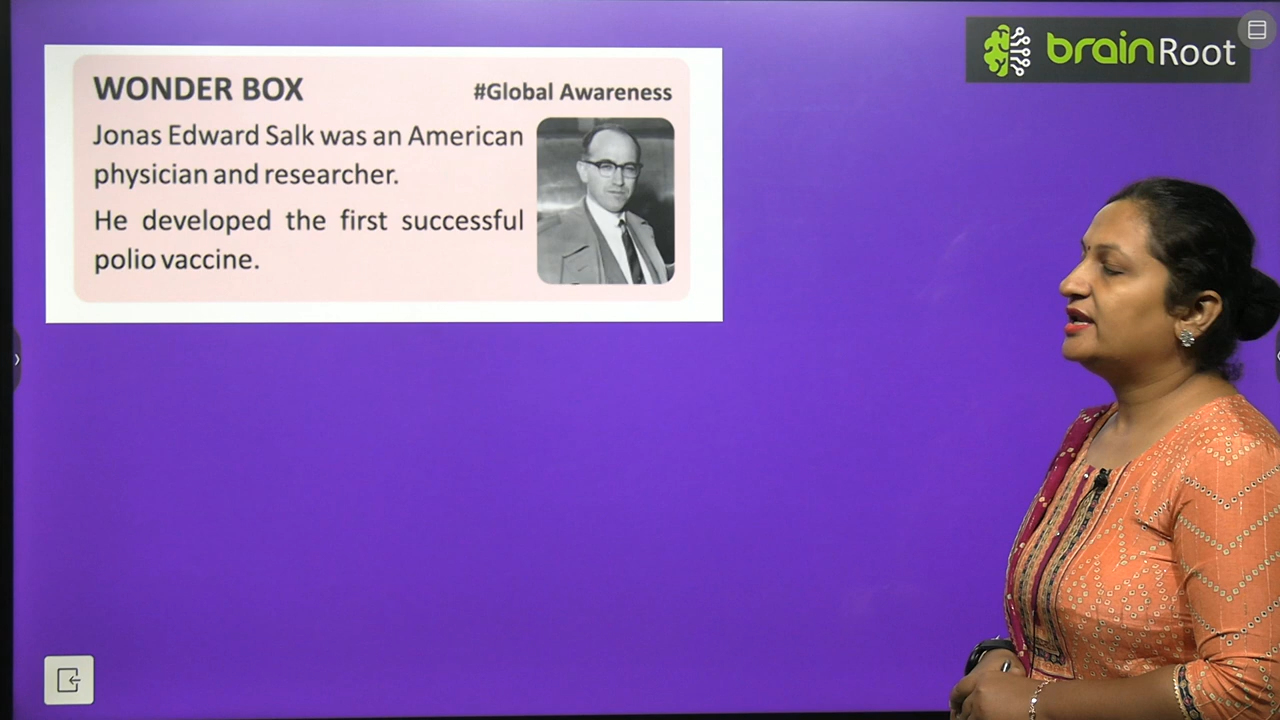 brainRoot
WONDER BOX
#Global Awareness
Jonas Edward Salk was an American
physician and researcher.
He developed the first successful
polio vaccine.